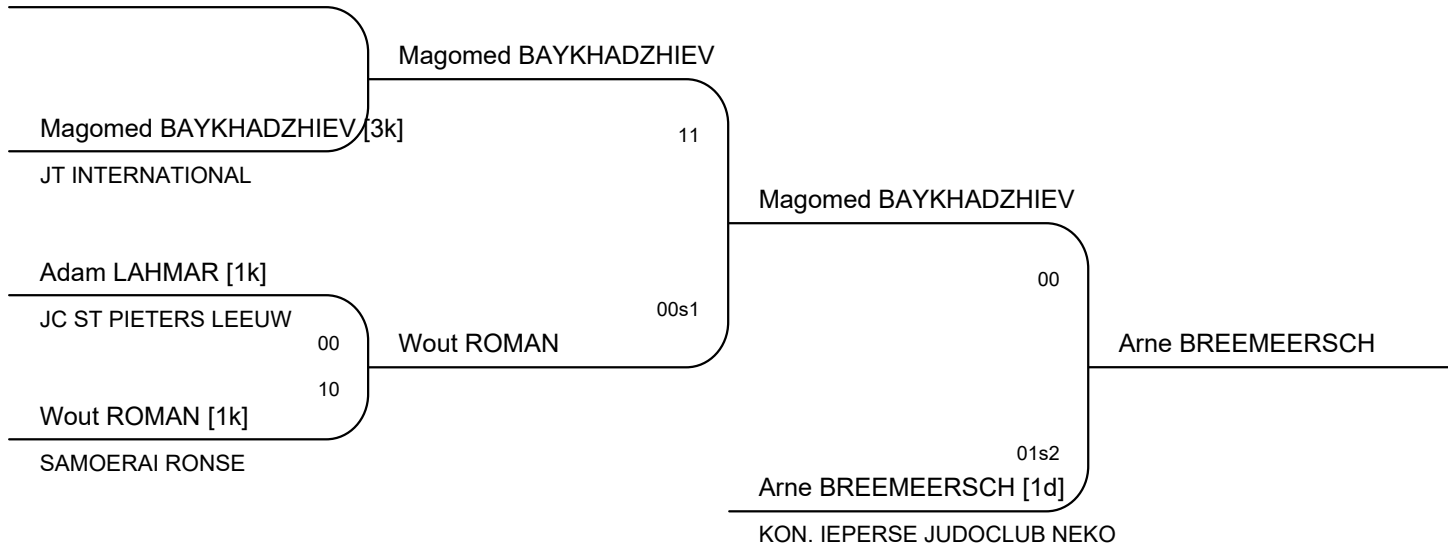 Magomed BAYKHADZHIEV
Magomed BAYKHADZHIEV [3k]
11
JT INTERNATIONAL
Magomed BAYKHADZHIEV
Adam LAHMAR [1k]
00
JC ST PIETERS LEEUW
00s1
00
Wout ROMAN
Arne BREEMEERSCH
10
Wout ROMAN [1k]
01s2
SAMOERAI RONSE
Arne BREEMEERSCH [1d]
KON. IEPERSE JUDOCLUB NEKO